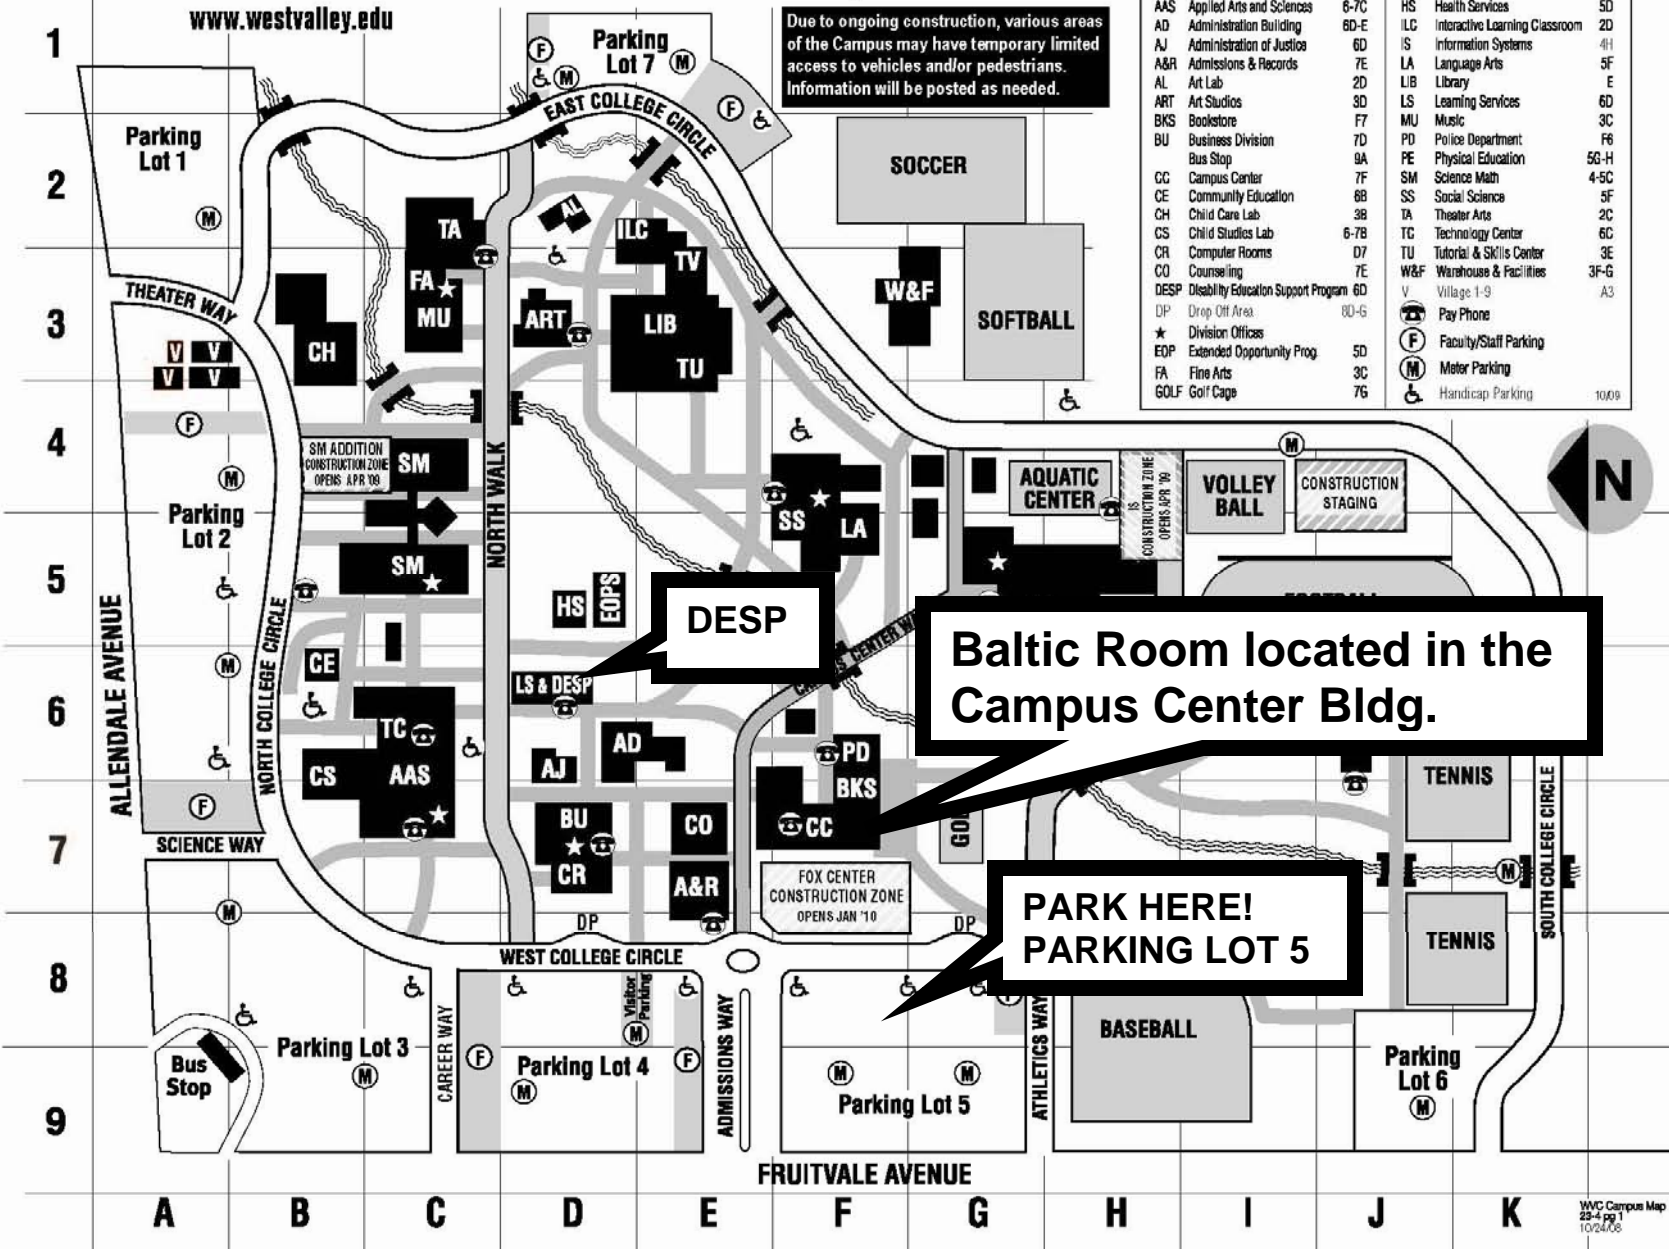 www.westvalley.edu
Due to ongoing construction, various areas
of the Campus may have temporary limited
access to vehicles and/or pedestrians.
Information will be posted as needed.
AAS Applied Arts and Sciences 6-7C
AD Administration Building 6D-E
AJ Administration of Justice 6D
A&R Admissions & Records 7E
AL Art Lab 2D
ART Art Studios 3D
BKS Bookstore F7
BU Business Division 7D
Bus Stop 9A
CC Campus Center 7F
CE Community Education 6B
CH Child Care Lab 3B
CS Child Studies Lab 6-7B
CR Computer Rooms D7
CO Counseling 7E
DESP Disability Education Support Program 6D
DP Drop Off Area 8D-G
★ Division Offices
EOP Extended Opportunity Prog. 5D
FA Fine Arts 3C
GOLF Golf Cage 7G
HS Health Services 5D
ILC Interactive Learning Classroom 2D
IS Information Systems 4H
LA Language Arts 5F
LIB Library E
LS Learning Services 6D
MU Music 3C
PD Police Department F6
PE Physical Education 5G-H
SM Science Math 4-5C
SS Social Science 5F
TA Theater Arts 2C
TC Technology Center 6C
TU Tutorial & Skills Center 3E
W&F Warehouse & Facilities 3F-G
V Village 1-9 A3
Pay Phone
F Faculty/Staff Parking
M Meter Parking
Handicap Parking
10/09
1
2
3
4
5
6
7
8
9
Parking
Lot 7
F
M
M
F
EAST COLLEGE CIRCLE
Parking
Lot 1
M
SOCCER
TA
AL
ILC
TV
FA ★
MU
ART
LIB
TU
W&F
SOFTBALL
THEATER WAY
V
V
V
V
CH
F
M
SM ADDITION
CONSTRUCTION ZONE
OPENS APR '09
SM
NORTH WALK
Parking
Lot 2
SM
★
SS
★
LA
AQUATIC
CENTER
IS
CONSTRUCTION ZONE
OPENS APR '09
VOLLEY
BALL
M
CONSTRUCTION
STAGING
N
★
ALLENDALE AVENUE
NORTH COLLEGE CIRCLE
HS
EOPS
DESP
Baltic Room located in the
Campus Center Bldg.
M
CE
LS & DESP
TC
AAS
★
CS
AD
AJ
PD
BKS
CC
TENNIS
F
SCIENCE WAY
BU
★
CR
CO
A&R
FOX CENTER
CONSTRUCTION ZONE
OPENS JAN '10
PARK HERE!
PARKING LOT 5
M
SOUTH COLLEGE CIRCLE
TENNIS
M
DP
DP
WEST COLLEGE CIRCLE
Visitor
Parking
M
Bus
Stop
Parking Lot 3
M
CAREER WAY
F
Parking Lot 4
M
F
ADMISSIONS WAY
M
M
Parking Lot 5
ATHLETICS WAY
BASEBALL
Parking
Lot 6
M
FRUITVALE AVENUE
A B C D E F G H I J K
WVC Campus Map
23-4 pg 1
10/24/08